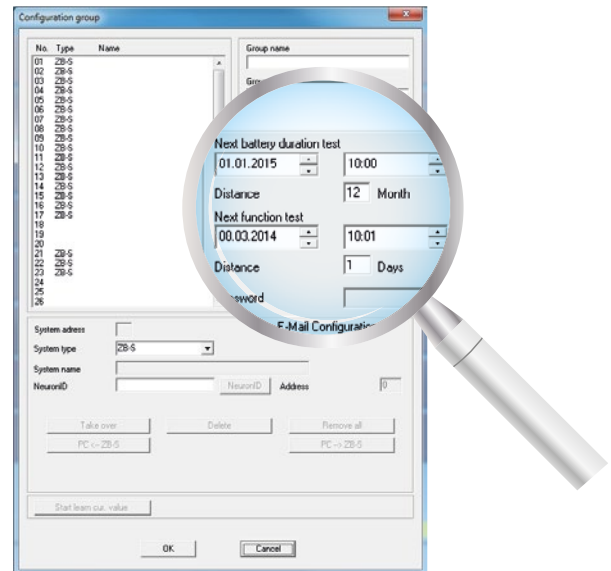 Configuration group
No. Type Name
01 ZB-S
02 ZB-S
03 ZB-S
04 ZB-S
05 ZB-S
06 ZB-S
07 ZB-S
08 ZB-S
09 ZB-S
10 ZB-S
11 ZB-S
12 ZB-S
13 ZB-S
14 ZB-S
15 ZB-S
16 ZB-S
17 ZB-S
18
19
20
21 ZB-S
22 ZB-S
23 ZB-S
24
25
26
Group name
Next battery duration test
01.01.2015 10:00
Distance 12 Month
Next function test
08.03.2014 10:01
Distance 1 Days
E-Mail Configuration
System adress
System type ZB-S
System name
NeuronID NeuronID Address 0
Take over Delete Remove all
PC <- ZB-S PC -> ZB-S
Start learn cur. value
OK Cancel